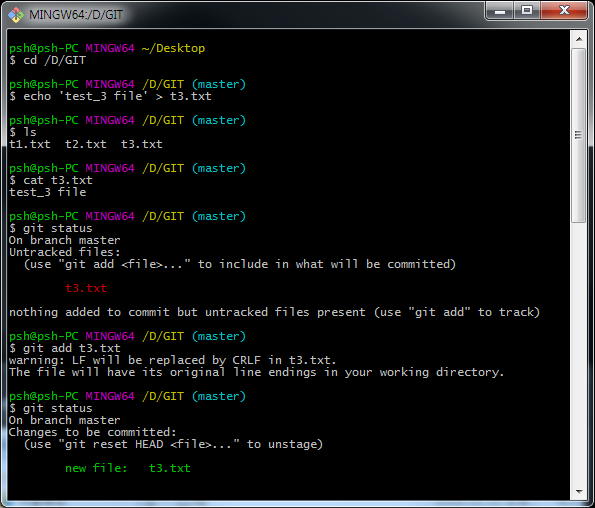 MINGW64:/D/GIT
psh@psh-PC MINGW64 ~/Desktop
$ cd /D/GIT
psh@psh-PC MINGW64 /D/GIT (master)
$ echo 'test_3 file' > t3.txt
psh@psh-PC MINGW64 /D/GIT (master)
$ ls
t1.txt  t2.txt  t3.txt
psh@psh-PC MINGW64 /D/GIT (master)
$ cat t3.txt
test_3 file
psh@psh-PC MINGW64 /D/GIT (master)
$ git status
On branch master
Untracked files:
  (use "git add <file>..." to include in what will be committed)
        t3.txt
nothing added to commit but untracked files present (use "git add" to track)
psh@psh-PC MINGW64 /D/GIT (master)
$ git add t3.txt
warning: LF will be replaced by CRLF in t3.txt.
The file will have its original line endings in your working directory.
psh@psh-PC MINGW64 /D/GIT (master)
$ git status
On branch master
Changes to be committed:
  (use "git reset HEAD <file>..." to unstage)
        new file:   t3.txt